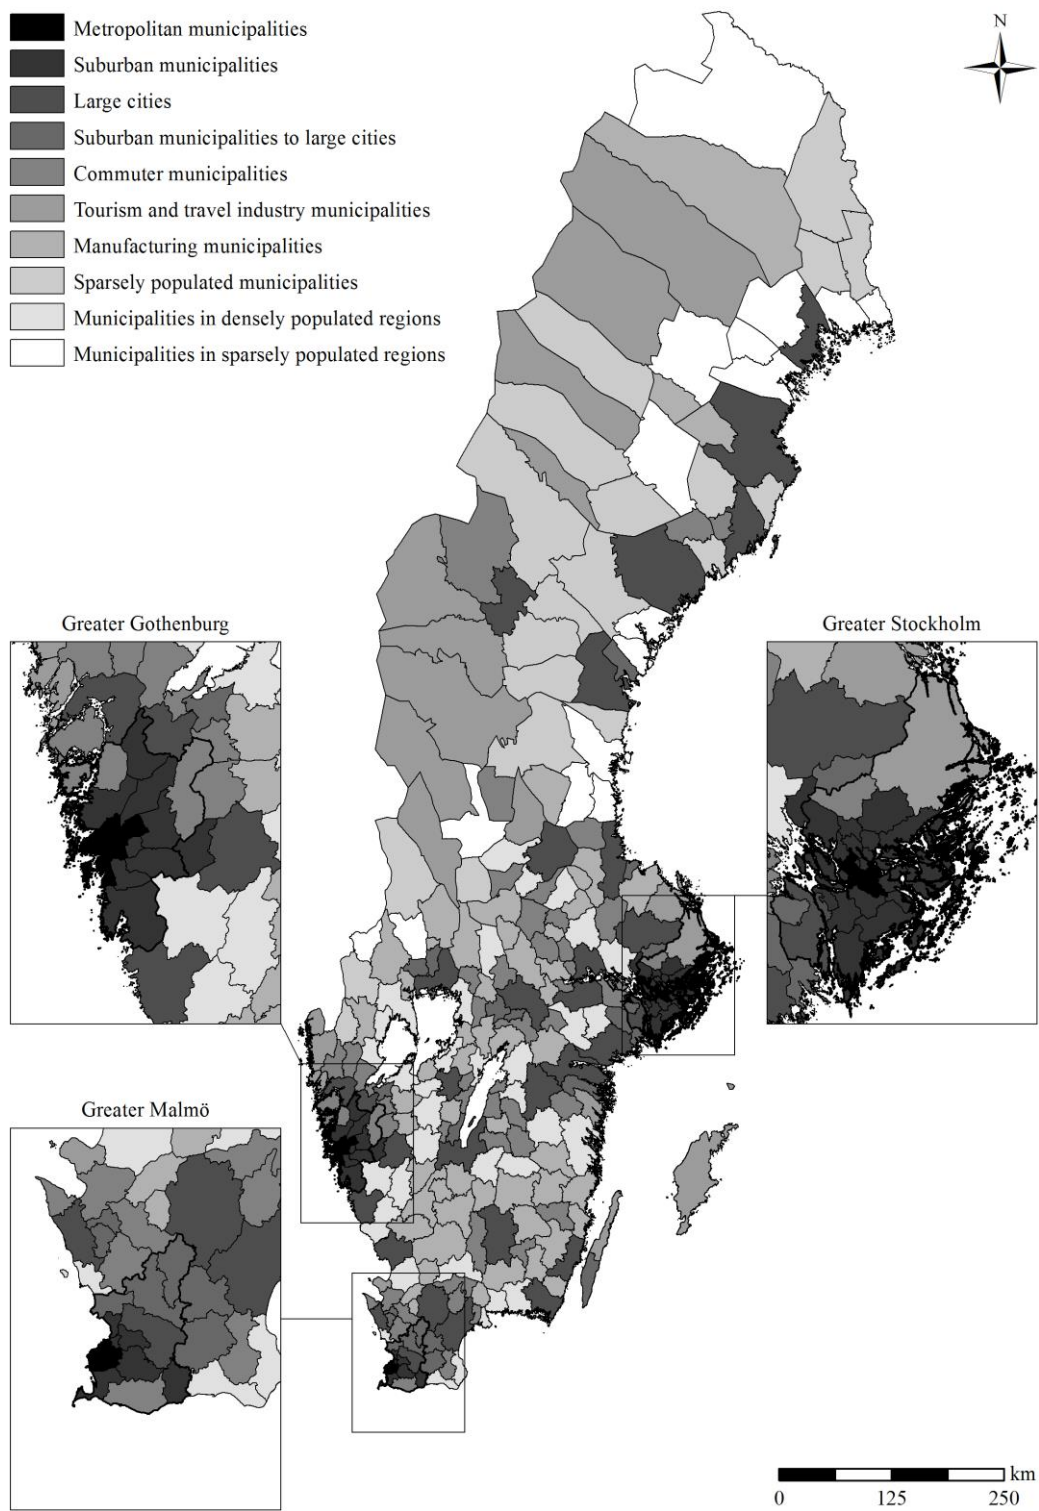 Metropolitan municipalities
N
Suburban municipalities
Large cities
Suburban municipalities to large cities
Commuter municipalities
Tourism and travel industry municipalities
Manufacturing municipalities
Sparsely populated municipalities
Municipalities in densely populated regions
Municipalities in sparsely populated regions
Greater Gothenburg
Greater Stockholm
Greater Malmö
km
0 125 250